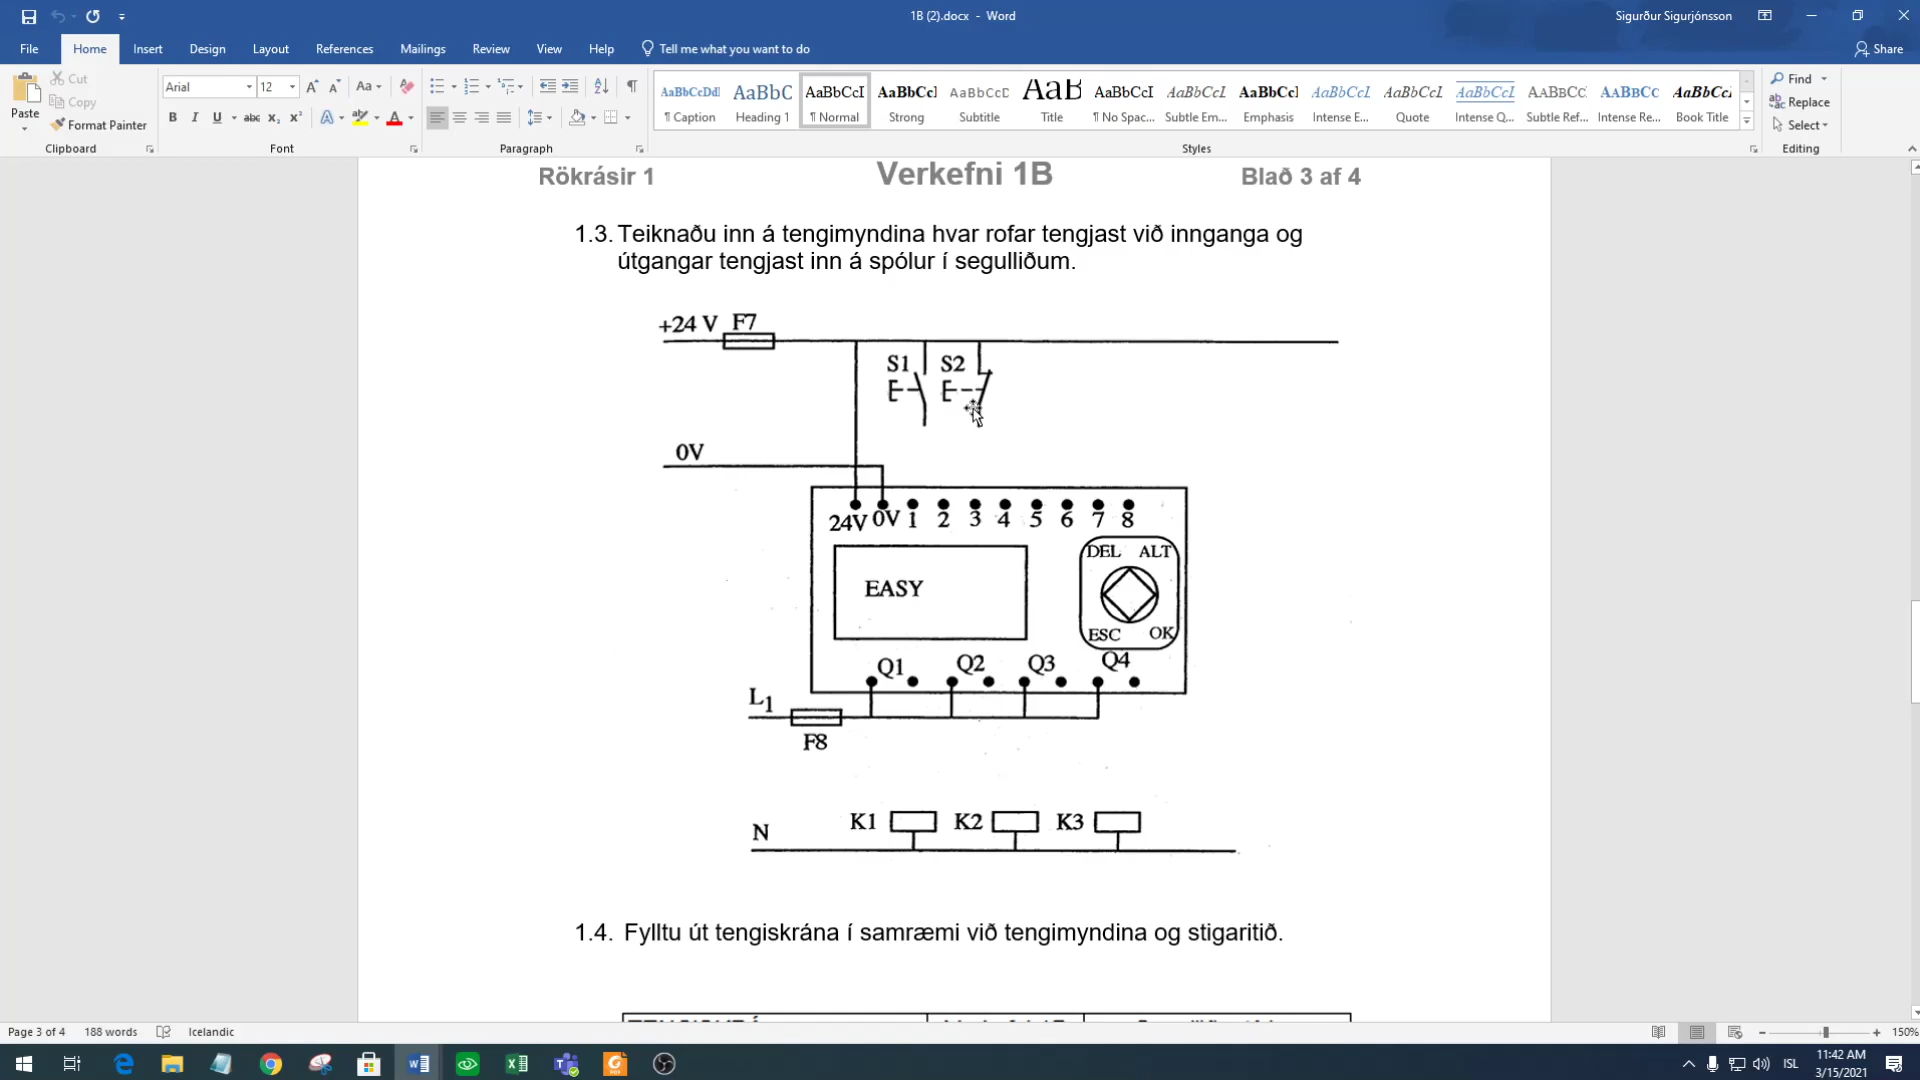 1B (2).docx - Word
Sigurður Sigurjónsson
File Home Insert Design Layout References Mailings Review View Help Tell me what you want to do
Share
Paste
Cut
Copy
Format Painter
Clipboard
Arial 12
Font
Paragraph
AaBbCcDd AaBbC AaBbCcI AaBbCcI AaBbCcD AaB AaBbCcI AaBbCcL AaBbCcI AaBbCcI AaBbCcL AaBbCcI AABBCC AABBCC AaBbCcL
¶ Caption Heading 1 ¶ Normal Strong Subtitle Title ¶ No Spac... Subtle Em... Emphasis Intense E... Quote Intense Q... Subtle Ref... Intense Re... Book Title
Styles
Find
Replace
Select
Editing
Rökrásir 1 Verkefni 1B Blað 3 af 4
1.3. Teiknaðu inn á tengimyndina hvar rofar tengjast við innganga og
útgangar tengjast inn á spólur í segulliðum.
+24 V F7
S1 S2
0V
24V 0V 1 2 3 4 5 6 7 8
EASY
DEL ALT
ESC OK
Q1 Q2 Q3 Q4
L1
F8
K1 K2 K3
N
1.4. Fylltu út tengiskrána í samræmi við tengimyndina og stigaritið.
Page 3 of 4 188 words Icelandic
150%
ISL
11:42 AM
3/15/2021